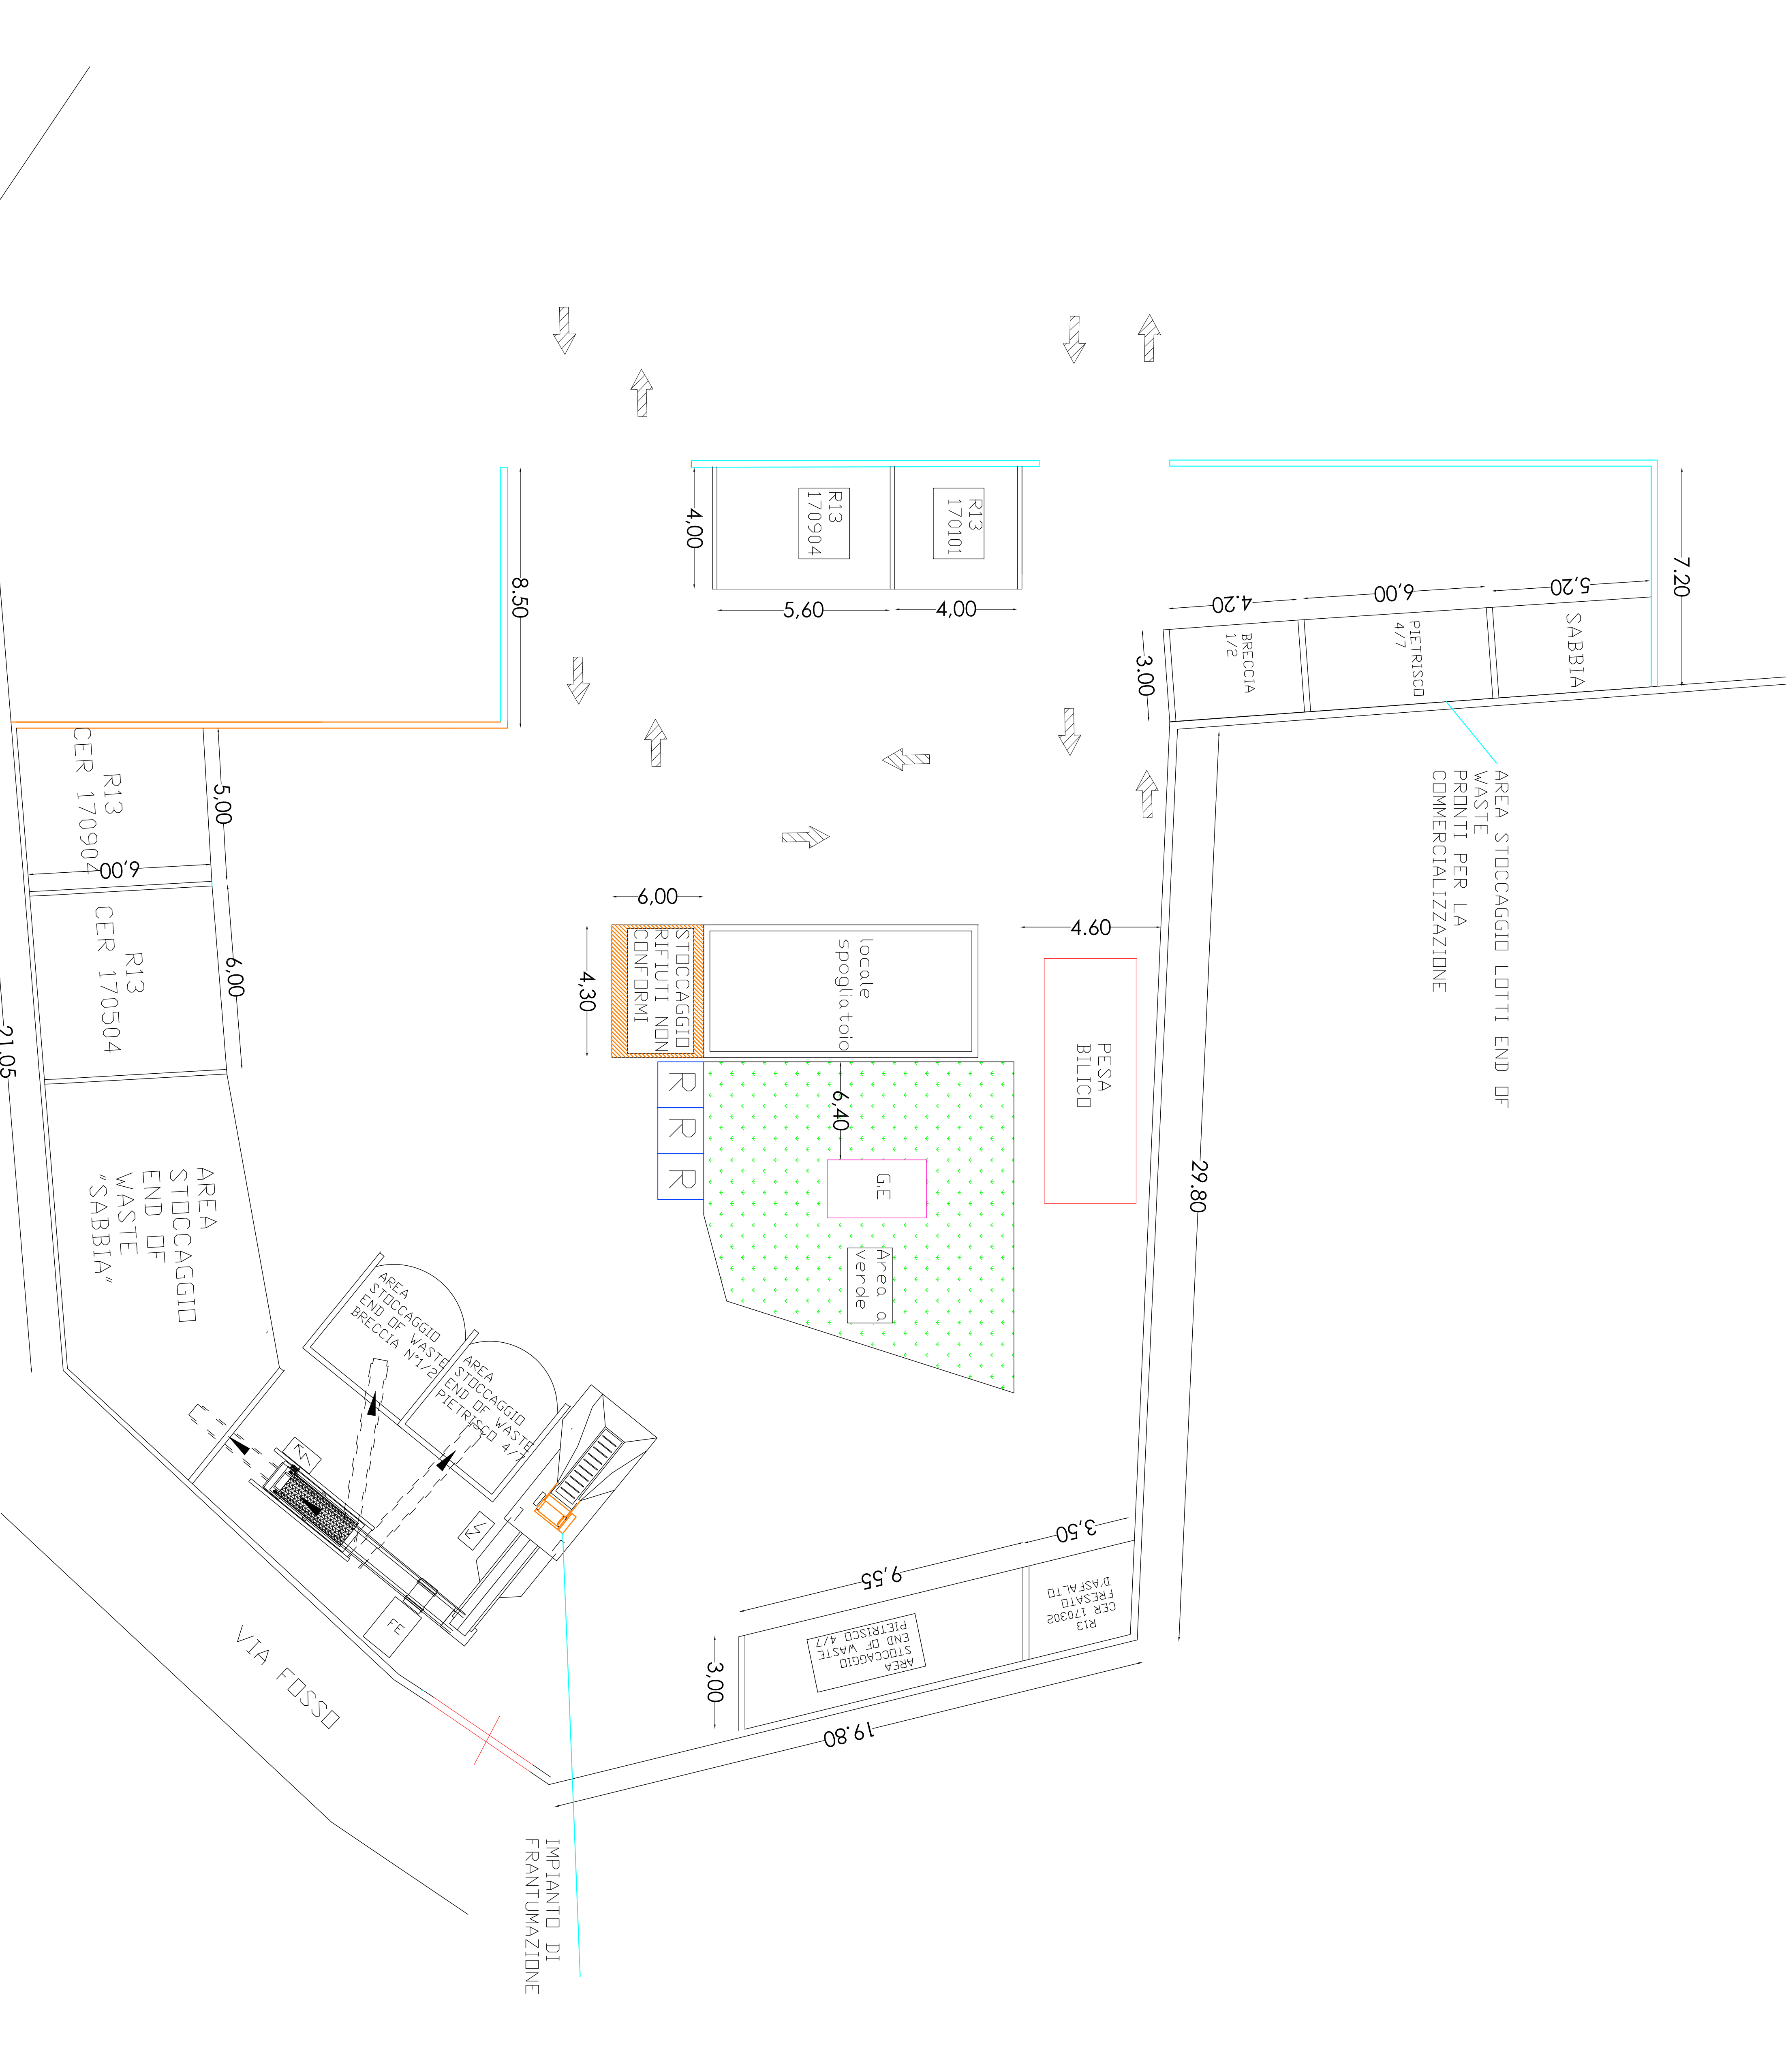 R13
170904
R13
170101
4,00
5,60
4,00
8.50
7.20
5,20
6,00
4.20
3.00
SABBIA
PIETRISCO
4/7
BRECCIA
1/2
AREA STOCCAGGIO LOTTI END OF
WASTE
PRONTI PER LA
COMMERCIALIZZAZIONE
R13
CER 170904
5,00
6,00
R13
CER 170504
6,00
21.05
6,00
4,30
STOCCAGGIO
RIFIUTI NON
CONFORMI
locale
spogliatoio
4.60
PESA
BILICO
29.80
R
R
R
6,40
G.E
Area a
verde
AREA
STOCCAGGIO
END OF
WASTE
"SABBIA"
AREA
STOCCAGGIO
END OF WASTE
BRECCIA N°1/2
AREA
STOCCAGGIO
END OF WASTE
PIETRISCO 4/7
FE
VIA FOSSO
3,50
9,55
R13
CER 170302
FRESATO
D'ASFALTO
AREA
STOCCAGGIO
END OF WASTE
PIETRISCO 4/7
3,00
19.80
IMPIANTO DI
FRANTUMAZIONE